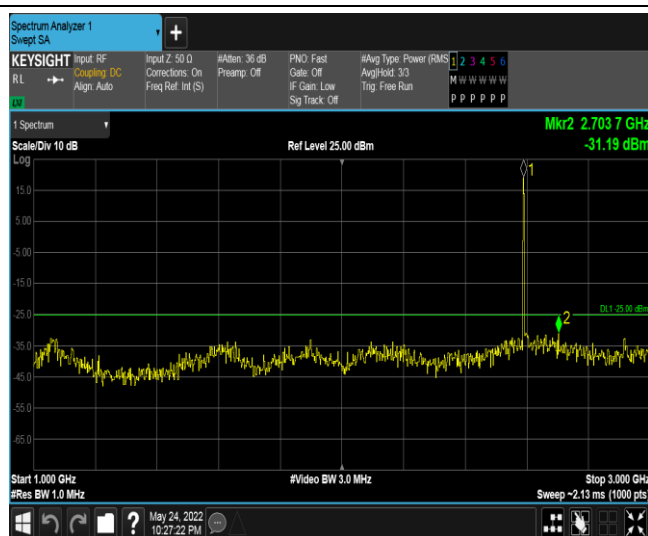 Spectrum Analyzer 1
Swept SA
+
KEYSIGHT
RL
Input: RF
Coupling: DC
Align: Auto
Input Z: 50 Ω
Corrections: On
Freq Ref: Int (S)
#Atten: 36 dB
Preamp: Off
PNO: Fast
Gate: Off
IF Gain: Low
Sig Track: Off
#Avg Type: Power (RMS
Avg|Hold: 3/3
Trig: Free Run
1 2 3 4 5 6
M W W W W W
P P P P P P
1 Spectrum
Mkr2 2.703 7 GHz
Scale/Div 10 dB
Ref Level 25.00 dBm
-31.19 dBm
Log
1
15.0
5.00
-5.00
-15.0
DL1 -25.00 dBm
-25.0
2
-35.0
-45.0
-55.0
-65.0
Start 1.000 GHz
#Video BW 3.0 MHz
Stop 3.000 GHz
#Res BW 1.0 MHz
Sweep ~2.13 ms (1000 pts)
?
May 24, 2022
10:27:22 PM